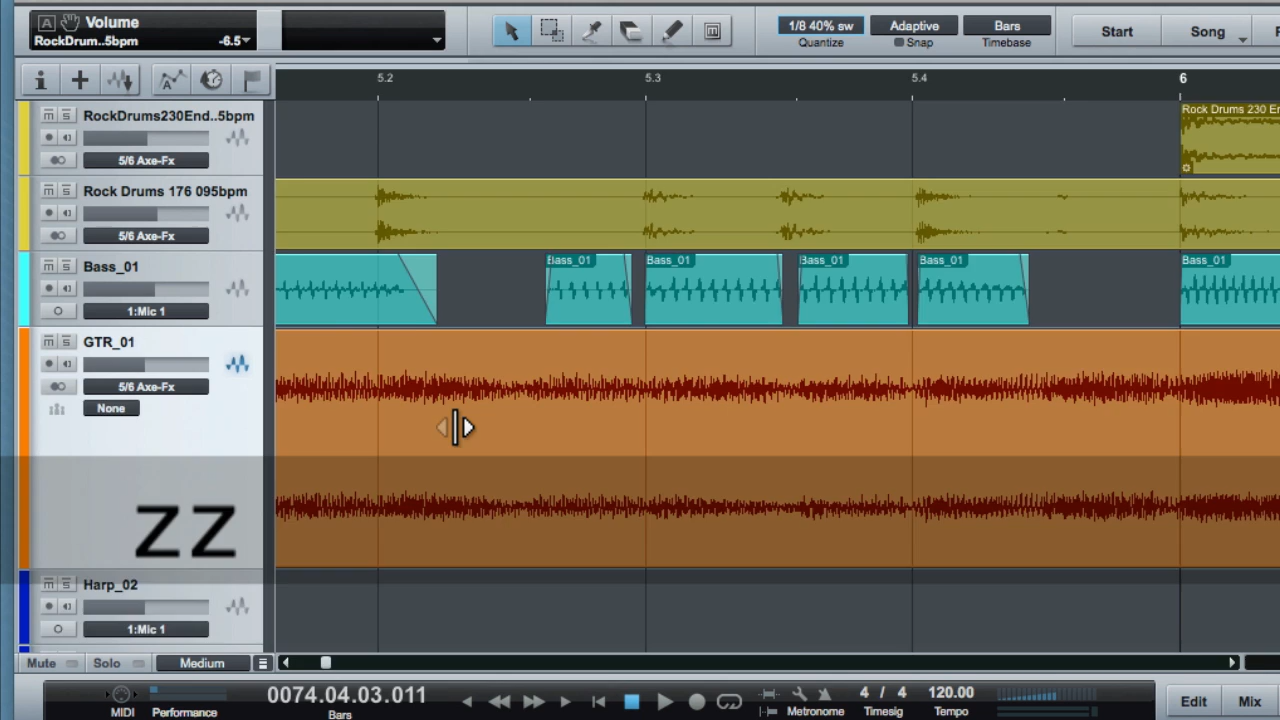 A Volume
RockDrum..5bpm -6.5
1/8 40% sw
Quantize
Adaptive
Snap
Bars
Timebase
Start
Song
5.2 5.3 5.4 6
m s RockDrums230End..5bpm
5/6 Axe-Fx
Rock Drums 230 Er
m s Rock Drums 176 095bpm
5/6 Axe-Fx
m s Bass_01
1:Mic 1
Bass_01 Bass_01 Bass_01 Bass_01 Bass_01
m s GTR_01
5/6 Axe-Fx
None
zz
m s Harp_02
1:Mic 1
Mute Solo Medium
MIDI
Performance
0074.04.03.011
Bars
Metronome
4 / 4
Timesig
120.00
Tempo
Edit
Mix